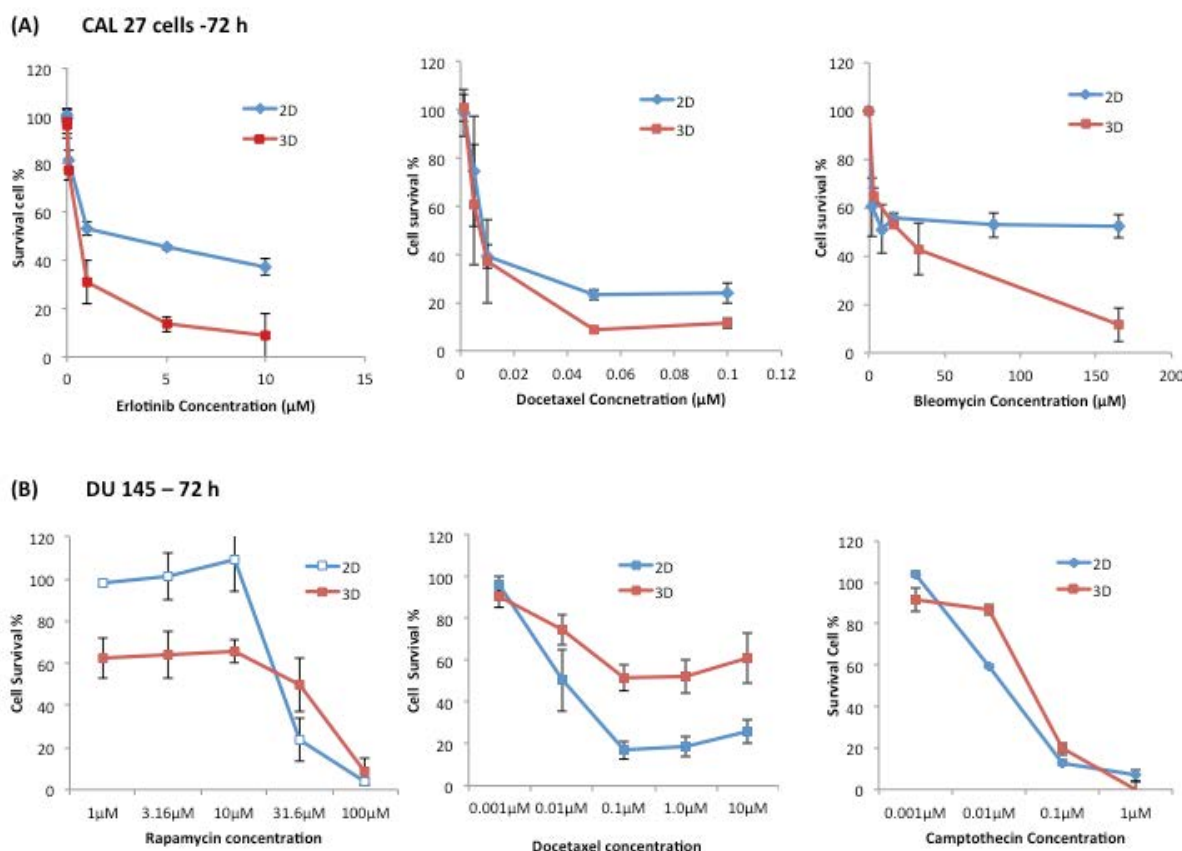 (A) CAL 27 cells -72 h
120
100
80
60
40
20
0
Survival cell %
2D
3D
0 5 10 15
Erlotinib Concentration (µM)
120
100
80
60
40
20
0
Cell survival %
2D
3D
0 0.02 0.04 0.06 0.08 0.1 0.12
Docetaxel Concnetration (µM)
120
100
80
60
40
20
0
Cell survival %
2D
3D
0 50 100 150 200
Bleomycin Concentration (µM)
(B) DU 145 – 72 h
120
100
80
60
40
20
0
Cell Survival %
2D
3D
1µM 3.16µM 10µM 31.6µM 100µM
Rapamycin concentration
120
100
80
60
40
20
0
Cell Survival %
2D
3D
0.001µM 0.01µM 0.1µM 1.0µM 10µM
Docetaxel concentration
120
100
80
60
40
20
0
Survival Cell %
2D
3D
0.001µM 0.01µM 0.1µM 1µM
Camptothecin Concentration